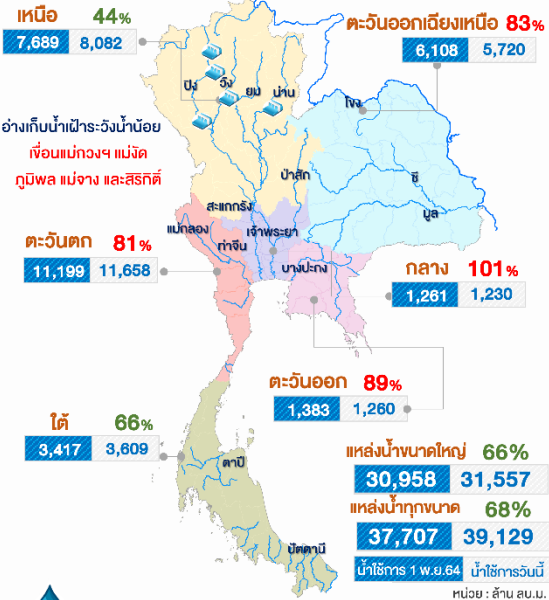 เหนือ 44%
7,689 8,082
ตะวันออกเฉียงเหนือ 83%
6,108 5,720
ปิง
วัง
ยม
น่าน
โขง
อ่างเก็บน้ำเฝ้าระวังน้ำน้อย
เขื่อนแม่กวงฯ แม่งัด
ภูมิพล แม่จาง และสิริกิติ์
ป่าสัก
ชี
มูล
สะแกกรัง
แม่กลอง
ท่าจีน
เจ้าพระยา
บางปะกง
ตะวันตก 81%
11,199 11,658
กลาง 101%
1,261 1,230
ตะวันออก 89%
1,383 1,260
ใต้ 66%
3,417 3,609
ตาปี
ปัตตานี
แหล่งน้ำขนาดใหญ่ 66%
30,958 31,557
แหล่งน้ำทุกขนาด 68%
37,707 39,129
น้ำใช้การ 1 พ.ย.64 น้ำใช้การวันนี้
หน่วย : ล้าน ลบ.ม.